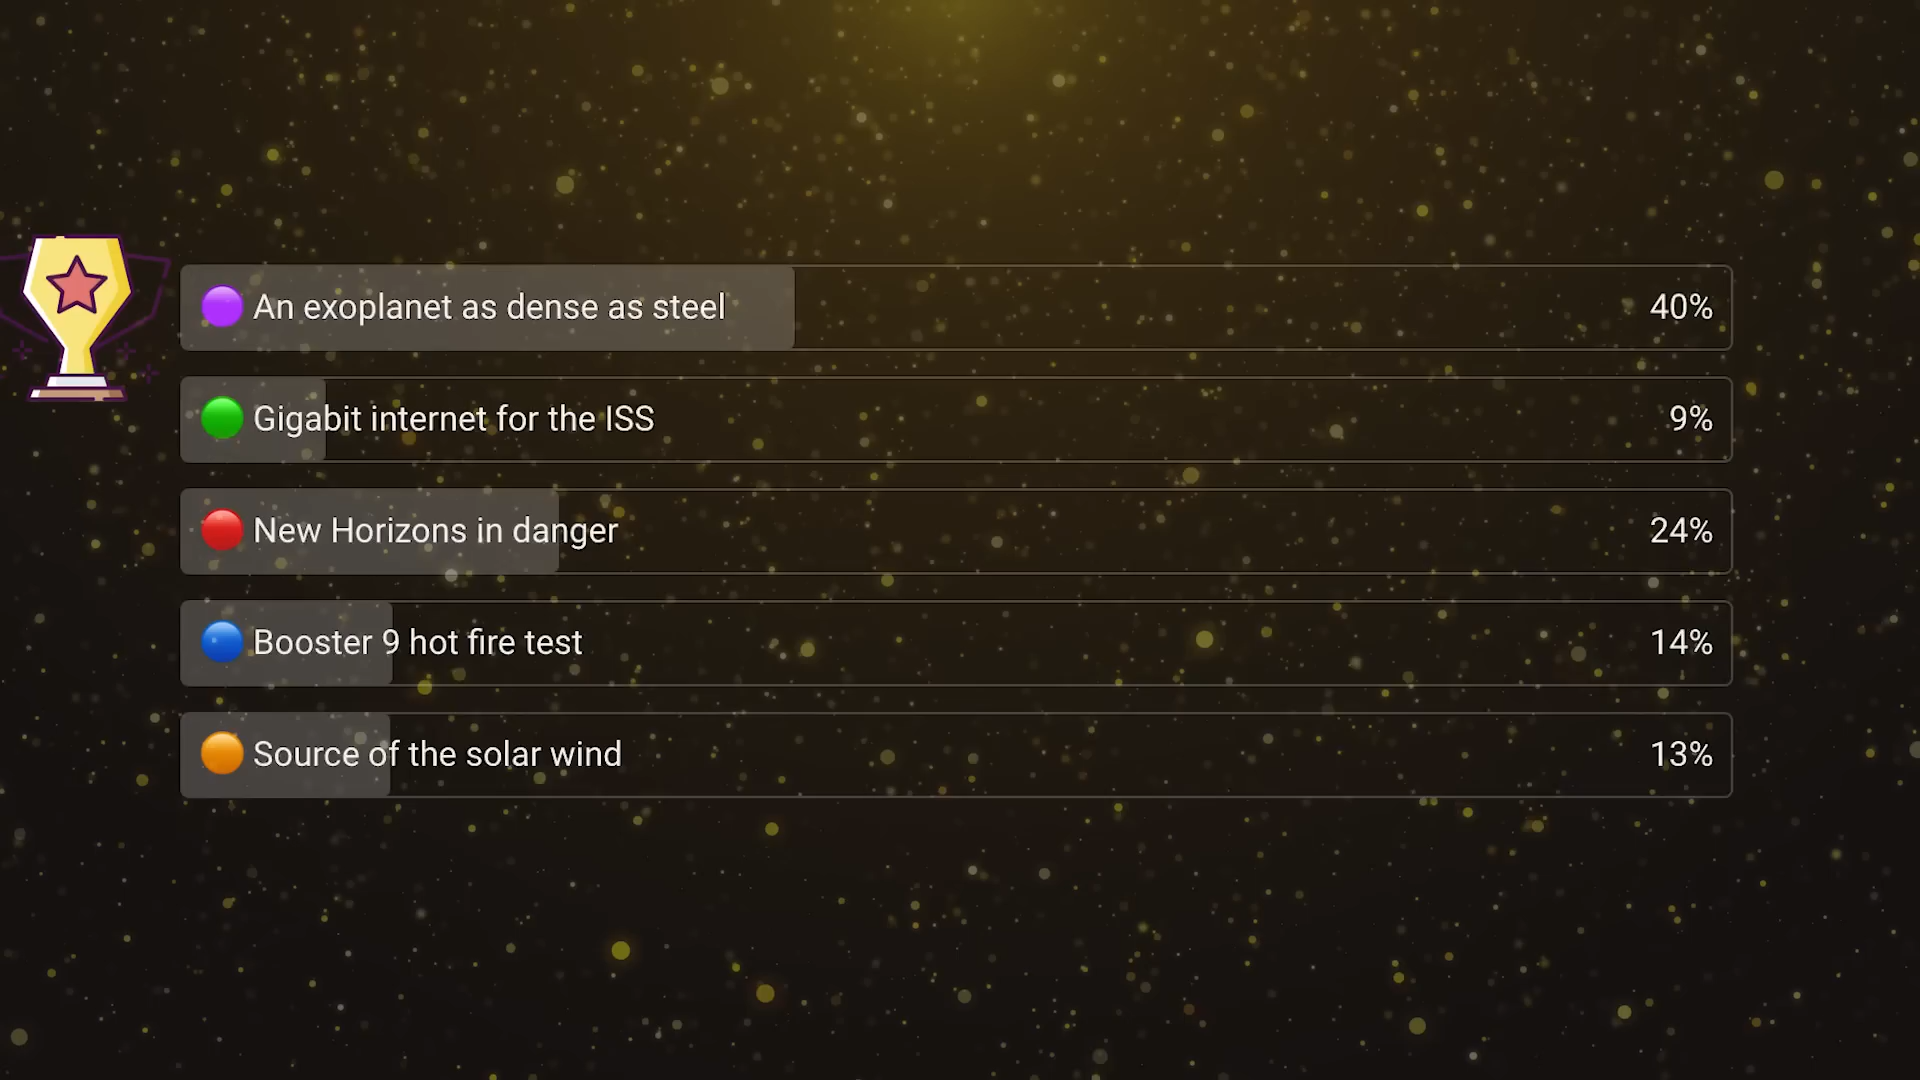 An exoplanet as dense as steel 40%
Gigabit internet for the ISS 9%
New Horizons in danger 24%
Booster 9 hot fire test 14%
Source of the solar wind 13%